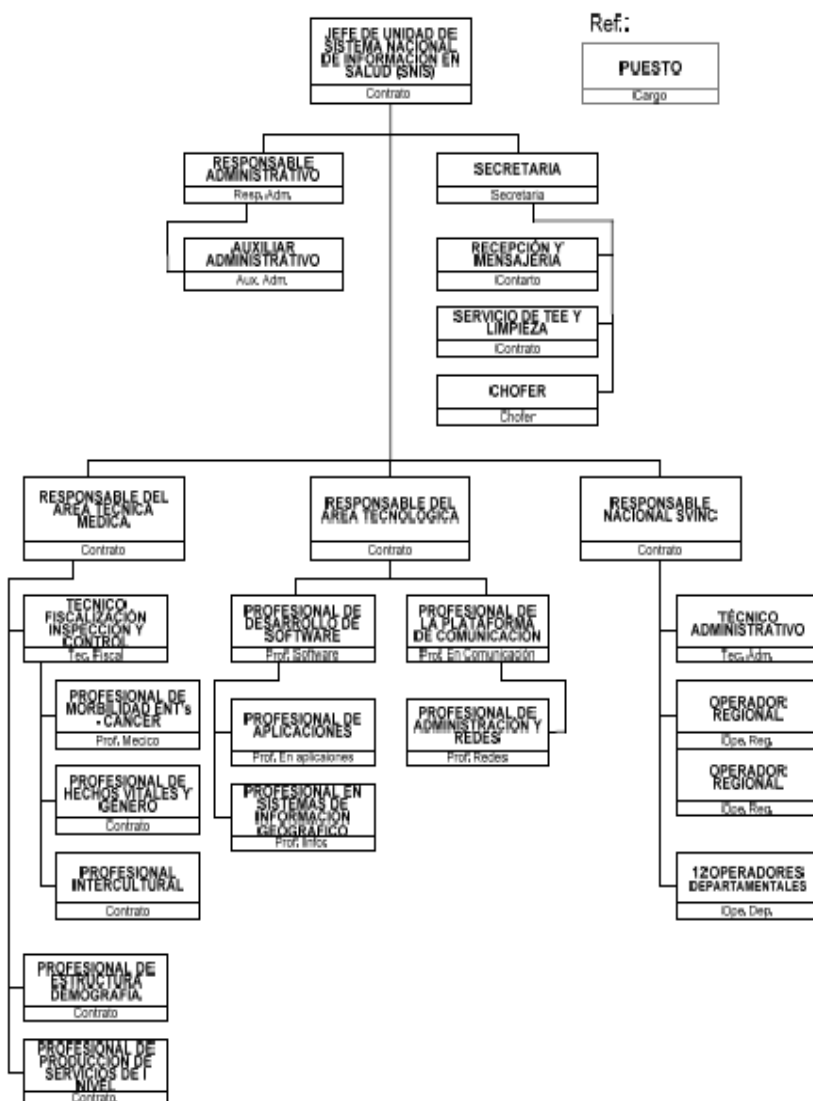 JEFE DE UNIDAD DE
SISTEMA NACIONAL
DE INFORMACIÓN EN
SALUD (SNIS)
Contrato
Ref.:
PUESTO
Cargo
RESPONSABLE
ADMINISTRATIVO
Resp. Adm.
SECRETARIA
Secretaria
AUXILIAR
ADMINISTRATIVO
Aux. Adm.
RECEPCIÓN Y
MENSAJERIA
Contarto
SERVICIO DE TEE Y
LIMPIEZA
Contrato
CHOFER
Chofer
RESPONSABLE DEL
AREA TECNICA
MEDICA
Contrato
RESPONSABLE DEL
AREA TECNOLOGICA
Contrato
RESPONSABLE
NACIONAL SVINC
Contrato
TECNICO
FISCALIZACIÓN
INSPECCIÓN Y
CONTROL
Tec. Fiscal
PROFESIONAL DE
DESARROLLO DE
SOFTWARE
Prof. Software
PROFESIONAL DE
LA PLATAFORMA
DE COMUNICACIÓN
Prof. En Comunicación
TÉCNICO
ADMINISTRATIVO
Tec. Adm.
PROFESIONAL DE
MORBILIDAD ENT's
- CANCER
Prof. Mecico
PROFESIONAL DE
APLICACIONES
Prof. En aplicaiones
PROFESIONAL DE
ADMINISTRACION Y
REDES
Prof. Redes
OPERADOR
REGIONAL
Ope. Reg.
PROFESIONAL DE
HECHOS VITALES Y
GENERO
Contrato
PROFESIONAL EN
SISTEMAS DE
INFORMACION
GEOGRAFICO
Prof. Infos
OPERADOR
REGIONAL
Ope. Reg.
PROFESIONAL
INTERCULTURAL
Contrato
12 OPERADORES
DEPARTAMENTALES
Ope. Dep.
PROFESIONAL DE
ESTRUCTURA
DEMOGRAFIA
Contrato
PROFESIONAL DE
PRODUCCION DE
SERVICIOS DE I
NIVEL
Contrato